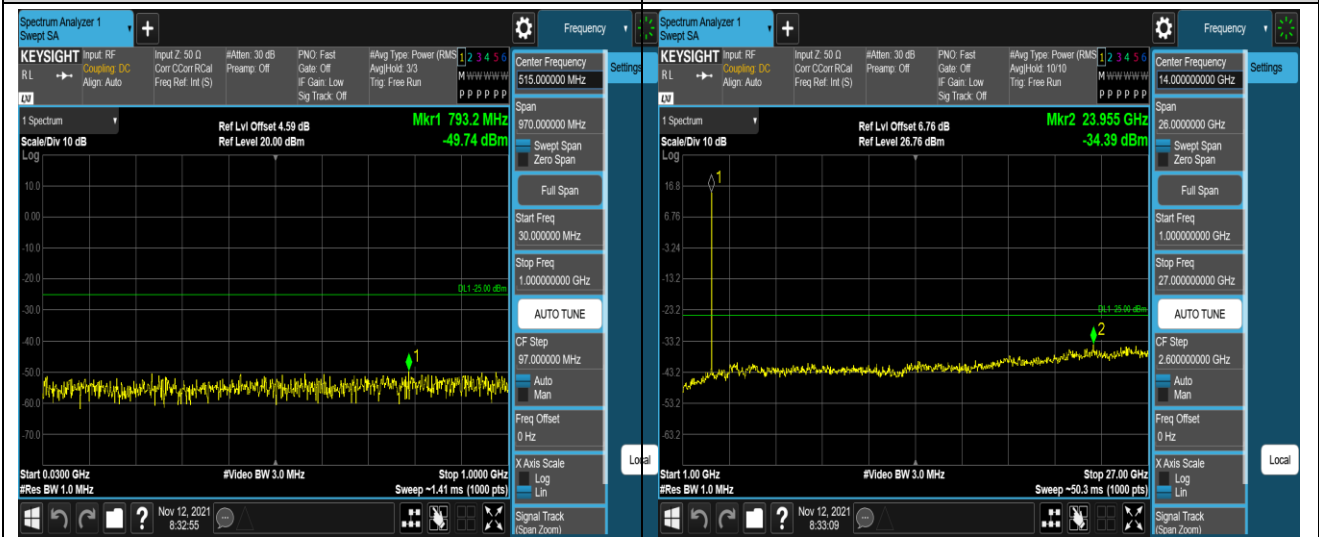 Spectrum Analyzer 1
Swept SA
+
Frequency
KEYSIGHT
RL
LXI
Input: RF
Coupling: DC
Align: Auto
Input Z: 50 Ω
Corr CCorr RCal
Freq Ref: Int (S)
#Atten: 30 dB
Preamp: Off
PNO: Fast
Gate: Off
IF Gain: Low
Sig Track: Off
#Avg Type: Power (RMS
Avg|Hold: 3/3
Trig: Free Run
1 2 3 4 5 6
M W W W W W
P P P P P P
Center Frequency
515.000000 MHz
Settings
Span
970.000000 MHz
Swept Span
Zero Span
Full Span
Start Freq
30.000000 MHz
Stop Freq
1.000000000 GHz
AUTO TUNE
CF Step
97.000000 MHz
Auto
Man
Freq Offset
0 Hz
X Axis Scale
Log
Lin
Signal Track
(Span Zoom)
Local
1 Spectrum
Scale/Div 10 dB
Log
Ref Lvl Offset 4.59 dB
Ref Level 20.00 dBm
Mkr1 793.2 MHz
-49.74 dBm
10.0
0.00
-10.0
-20.0
DL1 -25.00 dBm
-30.0
-40.0
1
-50.0
-60.0
-70.0
Start 0.0300 GHz
#Res BW 1.0 MHz
#Video BW 3.0 MHz
Stop 1.0000 GHz
Sweep ~1.41 ms (1000 pts)
?
Nov 12, 2021
8:32:55
Spectrum Analyzer 1
Swept SA
+
Frequency
KEYSIGHT
RL
LXI
Input: RF
Coupling: DC
Align: Auto
Input Z: 50 Ω
Corr CCorr RCal
Freq Ref: Int (S)
#Atten: 30 dB
Preamp: Off
PNO: Fast
Gate: Off
IF Gain: Low
Sig Track: Off
#Avg Type: Power (RMS
Avg|Hold: 10/10
Trig: Free Run
1 2 3 4 5 6
M W W W W W
P P P P P P
Center Frequency
14.000000000 GHz
Settings
Span
26.0000000 GHz
Swept Span
Zero Span
Full Span
Start Freq
1.000000000 GHz
Stop Freq
27.000000000 GHz
AUTO TUNE
CF Step
2.600000000 GHz
Auto
Man
Freq Offset
0 Hz
X Axis Scale
Log
Lin
Signal Track
(Span Zoom)
Local
1 Spectrum
Scale/Div 10 dB
Log
Ref Lvl Offset 6.76 dB
Ref Level 26.76 dBm
Mkr2 23.955 GHz
-34.39 dBm
1
16.8
6.76
-3.24
-13.2
-23.2
DL1 -25.00 dBm
2
-33.2
-43.2
-53.2
-63.2
Start 1.00 GHz
#Res BW 1.0 MHz
#Video BW 3.0 MHz
Stop 27.00 GHz
Sweep ~50.3 ms (1000 pts)
?
Nov 12, 2021
8:33:09